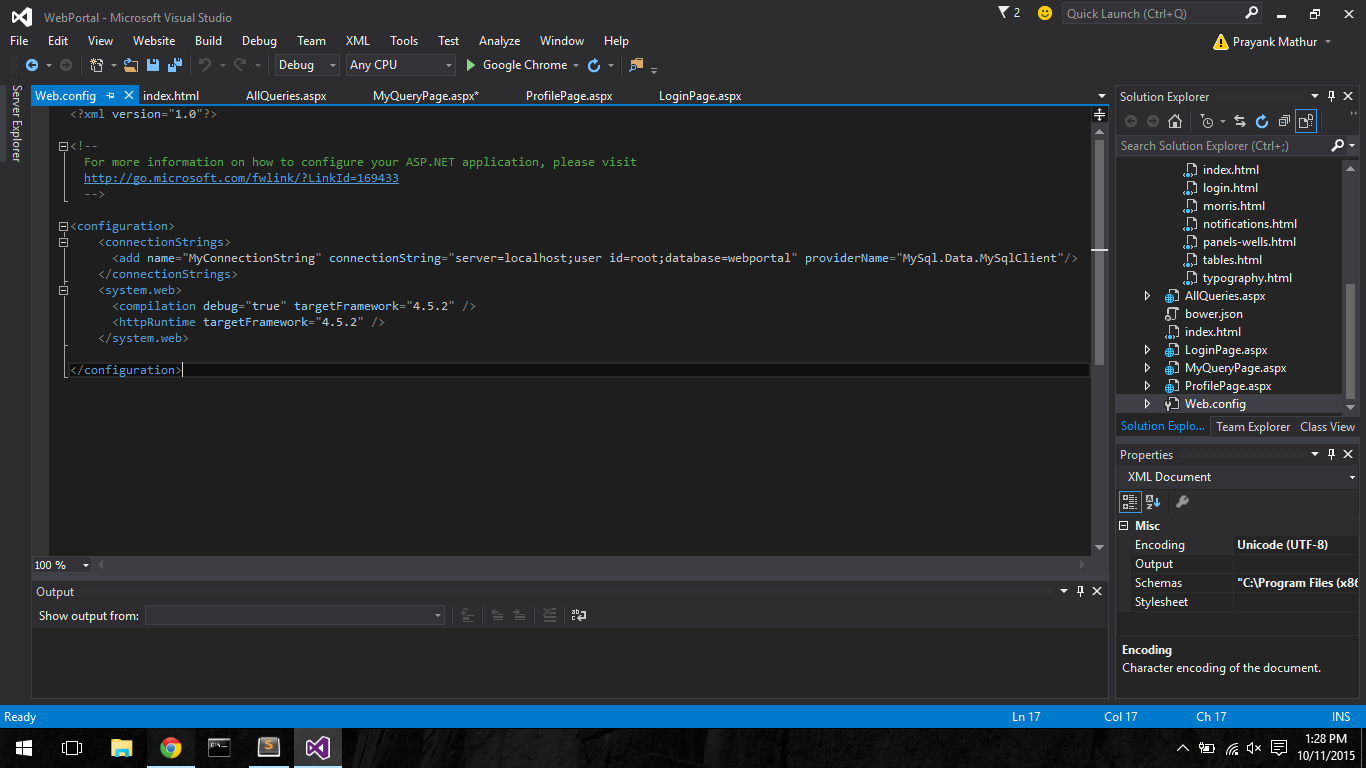 WebPortal - Microsoft Visual Studio
2
Quick Launch (Ctrl+Q)
File Edit View Website Build Debug Team XML Tools Test Analyze Window Help
Prayank Mathur
Debug Any CPU Google Chrome
Server Explorer
Web.config index.html AllQueries.aspx MyQueryPage.aspx* ProfilePage.aspx LoginPage.aspx
<?xml version="1.0"?>
<!--
For more information on how to configure your ASP.NET application, please visit
http://go.microsoft.com/fwlink/?LinkId=169433
-->
<configuration>
<connectionStrings>
<add name="MyConnectionString" connectionString="server=localhost;user id=root;database=webportal" providerName="MySql.Data.MySqlClient"/>
</connectionStrings>
<system.web>
<compilation debug="true" targetFramework="4.5.2" />
<httpRuntime targetFramework="4.5.2" />
</system.web>
</configuration>
100 %
Output
Show output from:
Solution Explorer
Search Solution Explorer (Ctrl+;)
index.html
login.html
morris.html
notifications.html
panels-wells.html
tables.html
typography.html
AllQueries.aspx
bower.json
index.html
LoginPage.aspx
MyQueryPage.aspx
ProfilePage.aspx
Web.config
Solution Explo... Team Explorer Class View
Properties
XML Document
Misc
Encoding Unicode (UTF-8)
Output
Schemas "C:\Program Files (x86
Stylesheet
Encoding
Character encoding of the document.
Ready Ln 17 Col 17 Ch 17 INS
1:28 PM
10/11/2015